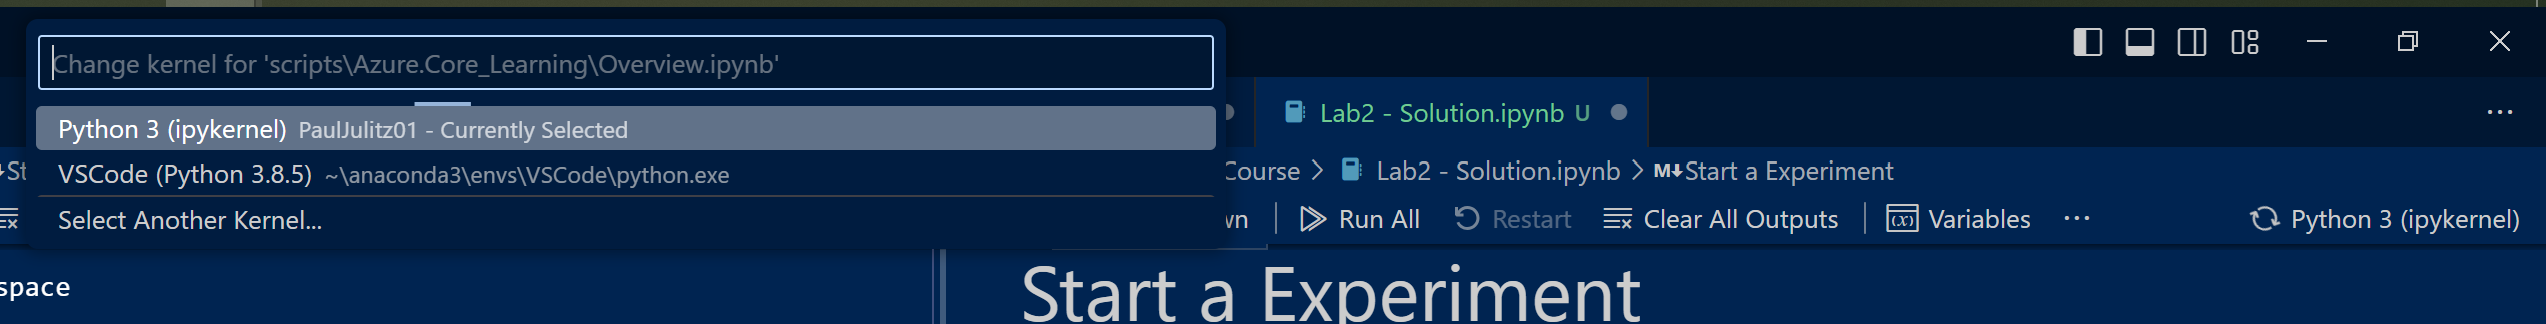 Change kernel for 'scripts\Azure.Core_Learning\Overview.ipynb'
Python 3 (ipykernel) PaulJulitz01 - Currently Selected
VSCode (Python 3.8.5) ~\anaconda3\envs\VSCode\python.exe
Select Another Kernel...
Lab2 - Solution.ipynb U
Course > Lab2 - Solution.ipynb > M↓Start a Experiment
Run All Restart Clear All Outputs Variables ... Python 3 (ipykernel)
space
Start a Experiment